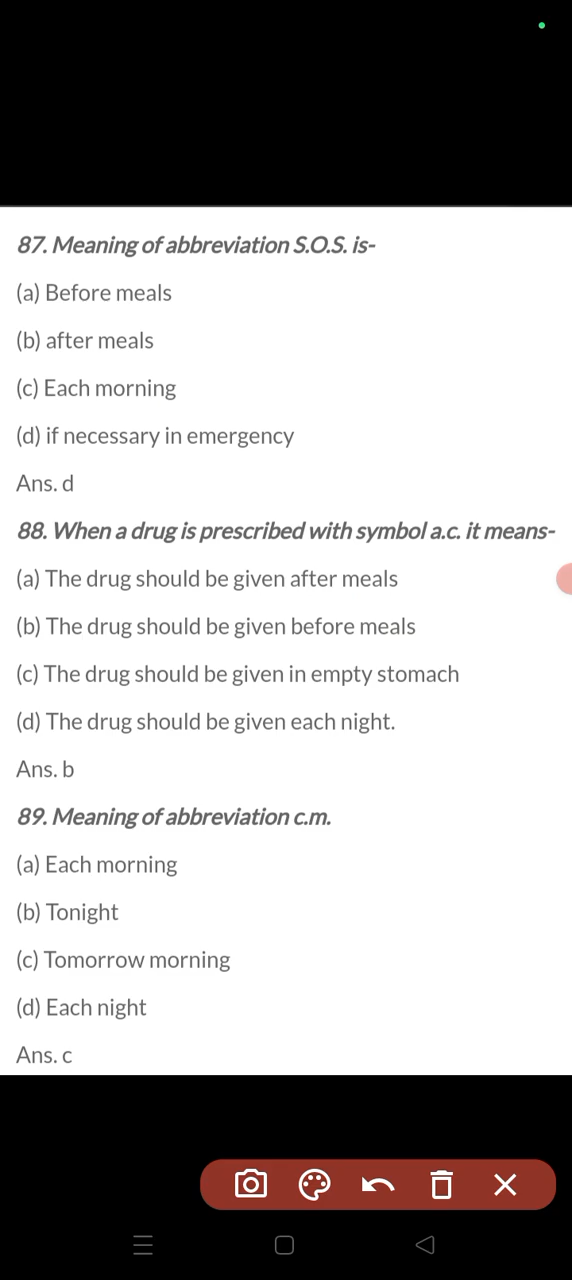 87. Meaning of abbreviation S.O.S. is-
(a) Before meals
(b) after meals
(c) Each morning
(d) if necessary in emergency
Ans. d
88. When a drug is prescribed with symbol a.c. it means-
(a) The drug should be given after meals
(b) The drug should be given before meals
(c) The drug should be given in empty stomach
(d) The drug should be given each night.
Ans. b
89. Meaning of abbreviation c.m.
(a) Each morning
(b) Tonight
(c) Tomorrow morning
(d) Each night
Ans. c